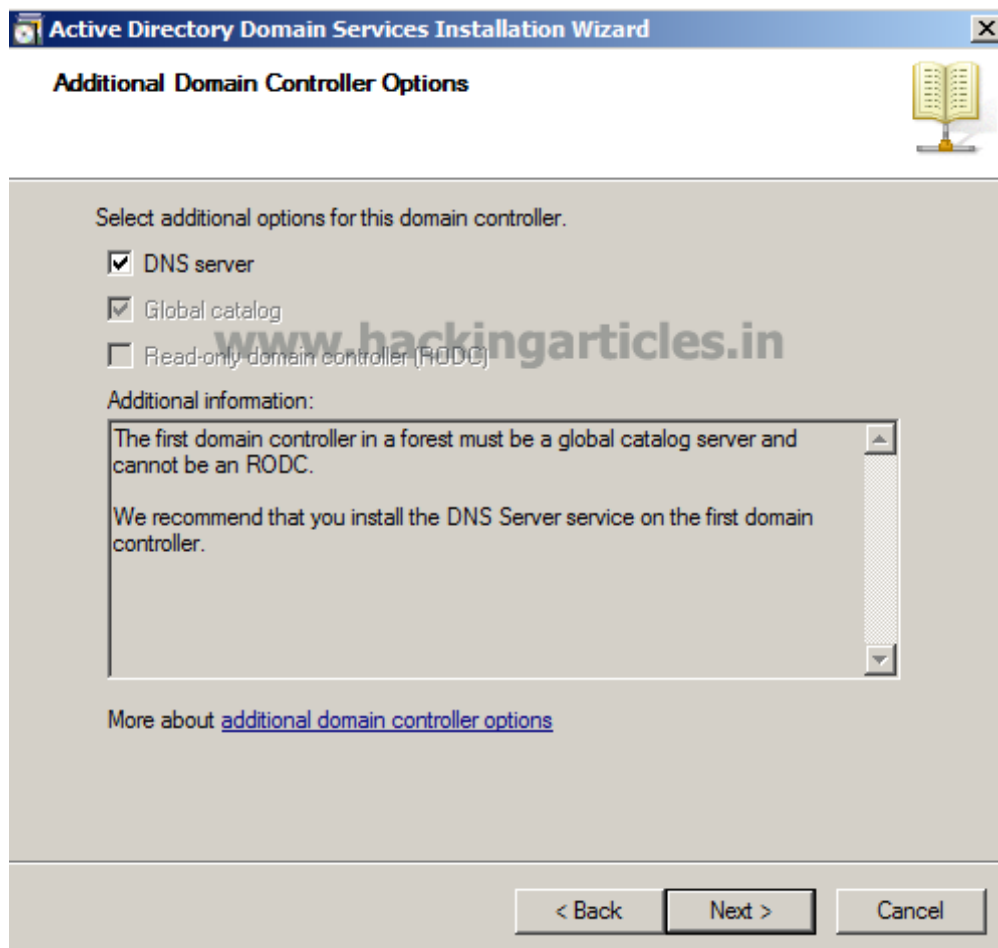 Active Directory Domain Services Installation Wizard
Additional Domain Controller Options
Select additional options for this domain controller.
DNS server
Global catalog
www.hackingarticles.in
Read-only domain controller (RODC)
Additional information:
The first domain controller in a forest must be a global catalog server and
cannot be an RODC.
We recommend that you install the DNS Server service on the first domain
controller.
More about additional domain controller options
< Back
Next >
Cancel